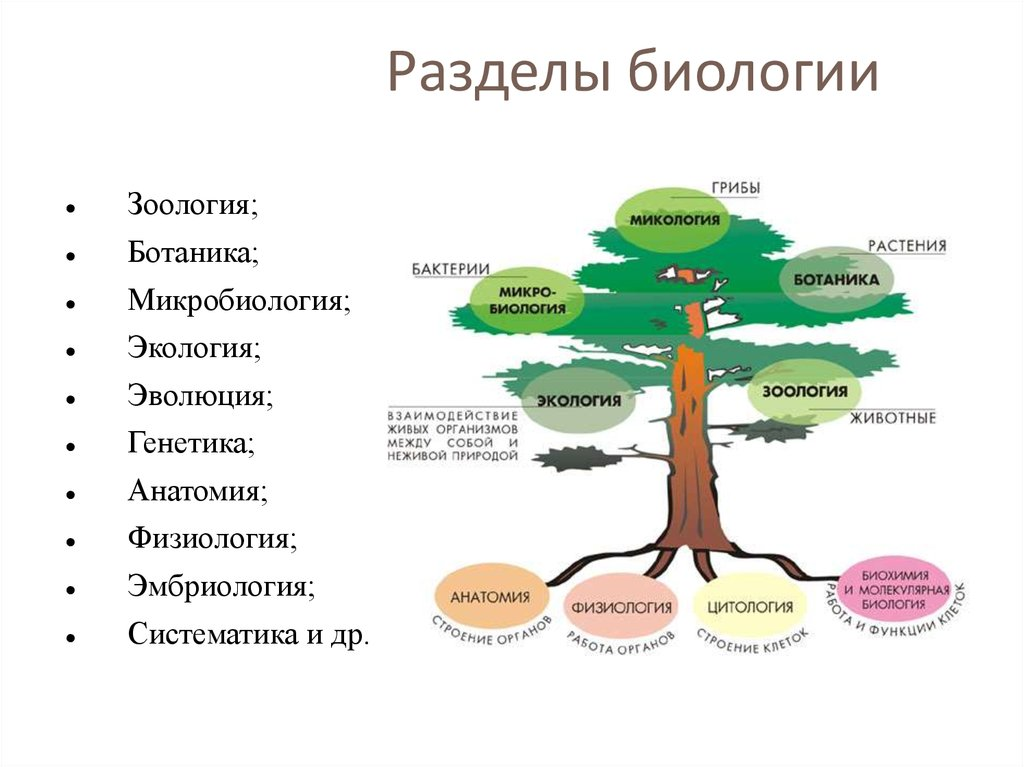 Разделы биологии
Зоология;
Ботаника;
Микробиология;
Экология;
Эволюция;
Генетика;
Анатомия;
Физиология;
Эмбриология;
Систематика и др.
ГРИБЫ
МИКОЛОГИЯ
РАСТЕНИЯ
БОТАНИКА
БАКТЕРИИ
МИКРО-
БИОЛОГИЯ
ЭКОЛОГИЯ
ВЗАИМОДЕЙСТВИЕ
ЖИВЫХ ОРГАНИЗМОВ
МЕЖДУ СОБОЙ И
НЕЖИВОЙ ПРИРОДОЙ
ЗООЛОГИЯ
ЖИВОТНЫЕ
АНАТОМИЯ
СТРОЕНИЕ ОРГАНОВ
ФИЗИОЛОГИЯ
РАБОТА ОРГАНОВ
ЦИТОЛОГИЯ
СТРОЕНИЕ КЛЕТОК
БИОХИМИЯ
И МОЛЕКУЛЯРНАЯ
БИОЛОГИЯ
РАБОТА И ФУНКЦИИ КЛЕТОК